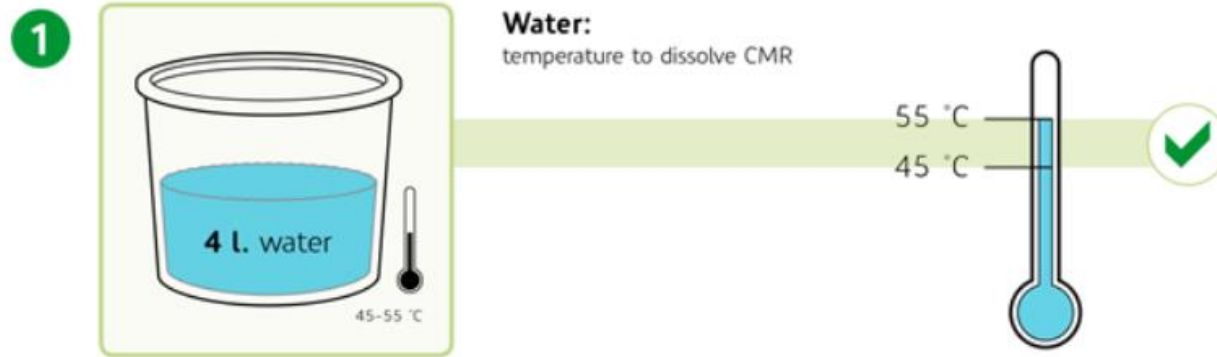 1
Water:
temperature to dissolve CMR
55 °C
45 °C
4 l. water
45-55 °C